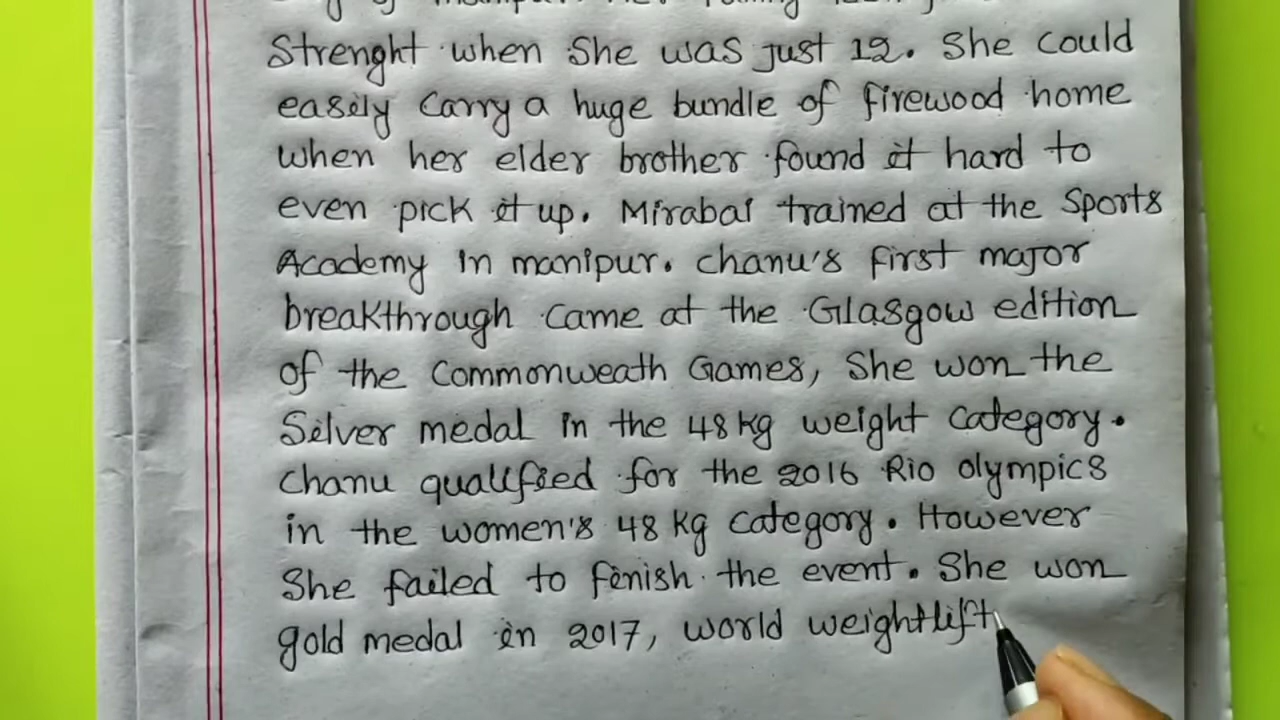 Strenght when She was just 12. She could
easily Carry a huge bundle of firewood home
when her elder brother found it hard to
even pick it up. Mirabai trained at the Sports
Academy in manipur. Chanu's first major
breakthrough Came at the Glasgow edition
of the Commonweath Games, She won the
Silver medal in the 48 kg weight Category.
Chanu qualified for the 2016 Rio olympics
in the women's 48 kg Category. However
She failed to finish the event. She won
gold medal in 2017, world weightlift